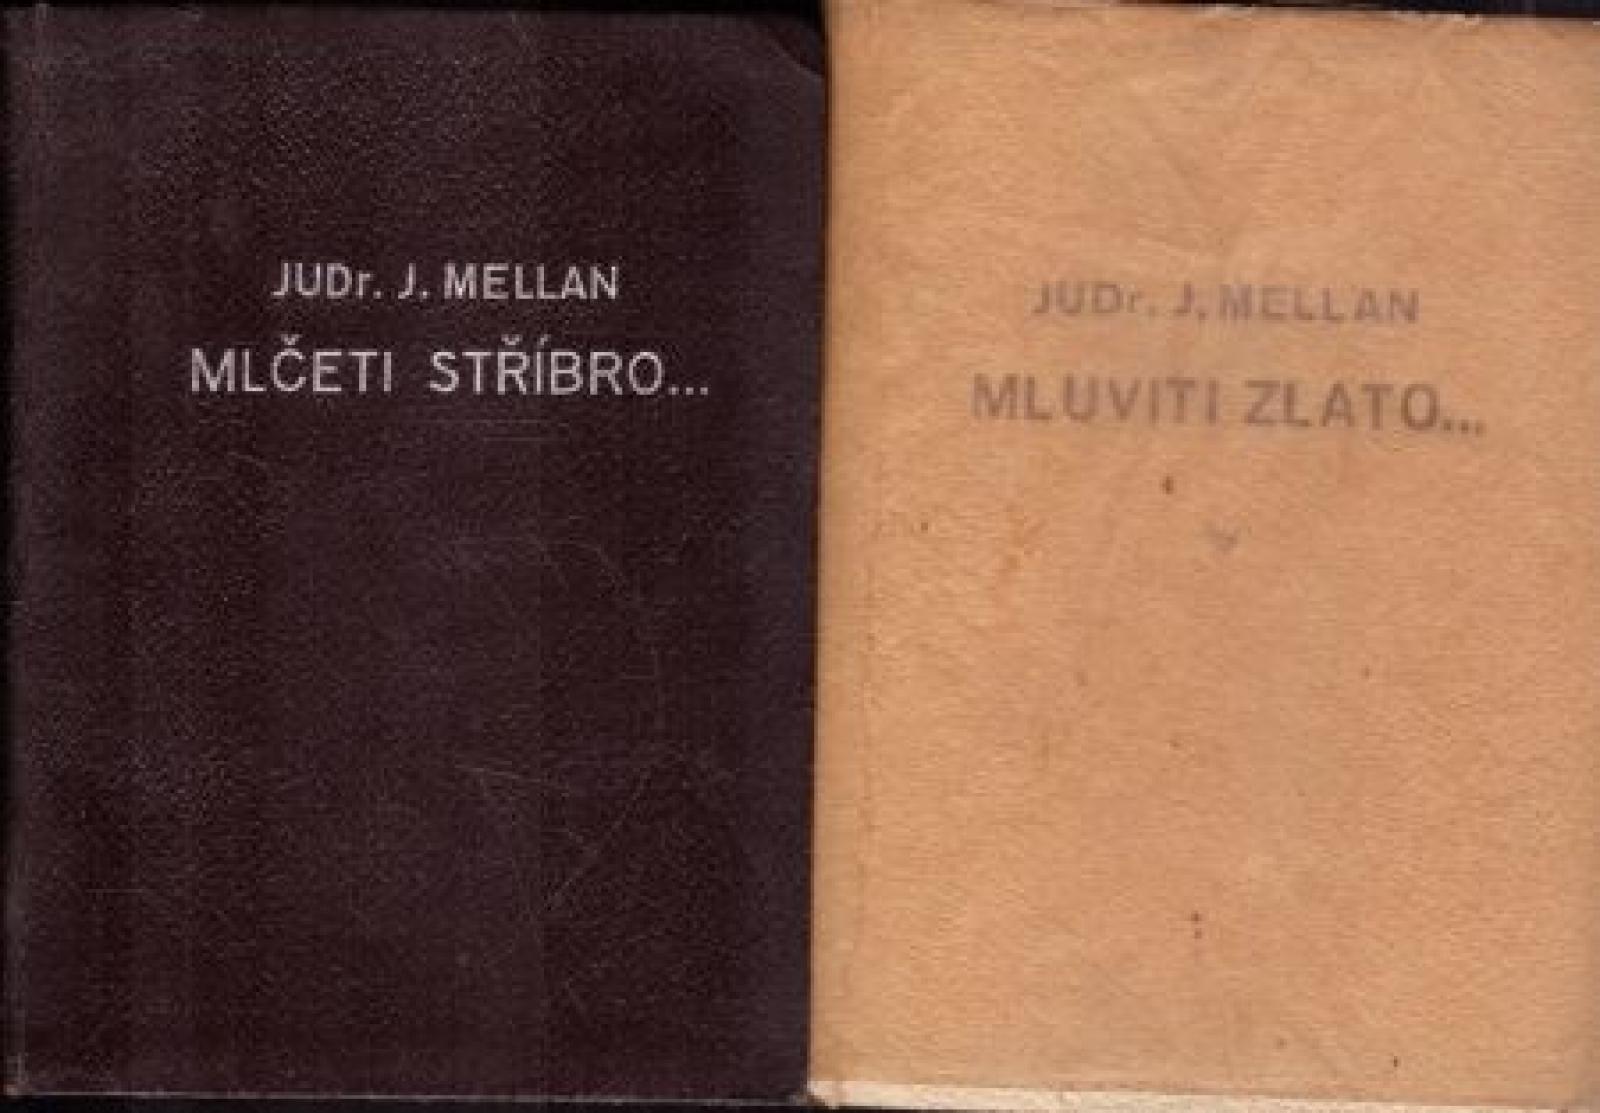 JUDr. J. MELLAN
MLČETI STŘÍBRO...
JUDr. J. MELLAN
MLUVITI ZLATO...